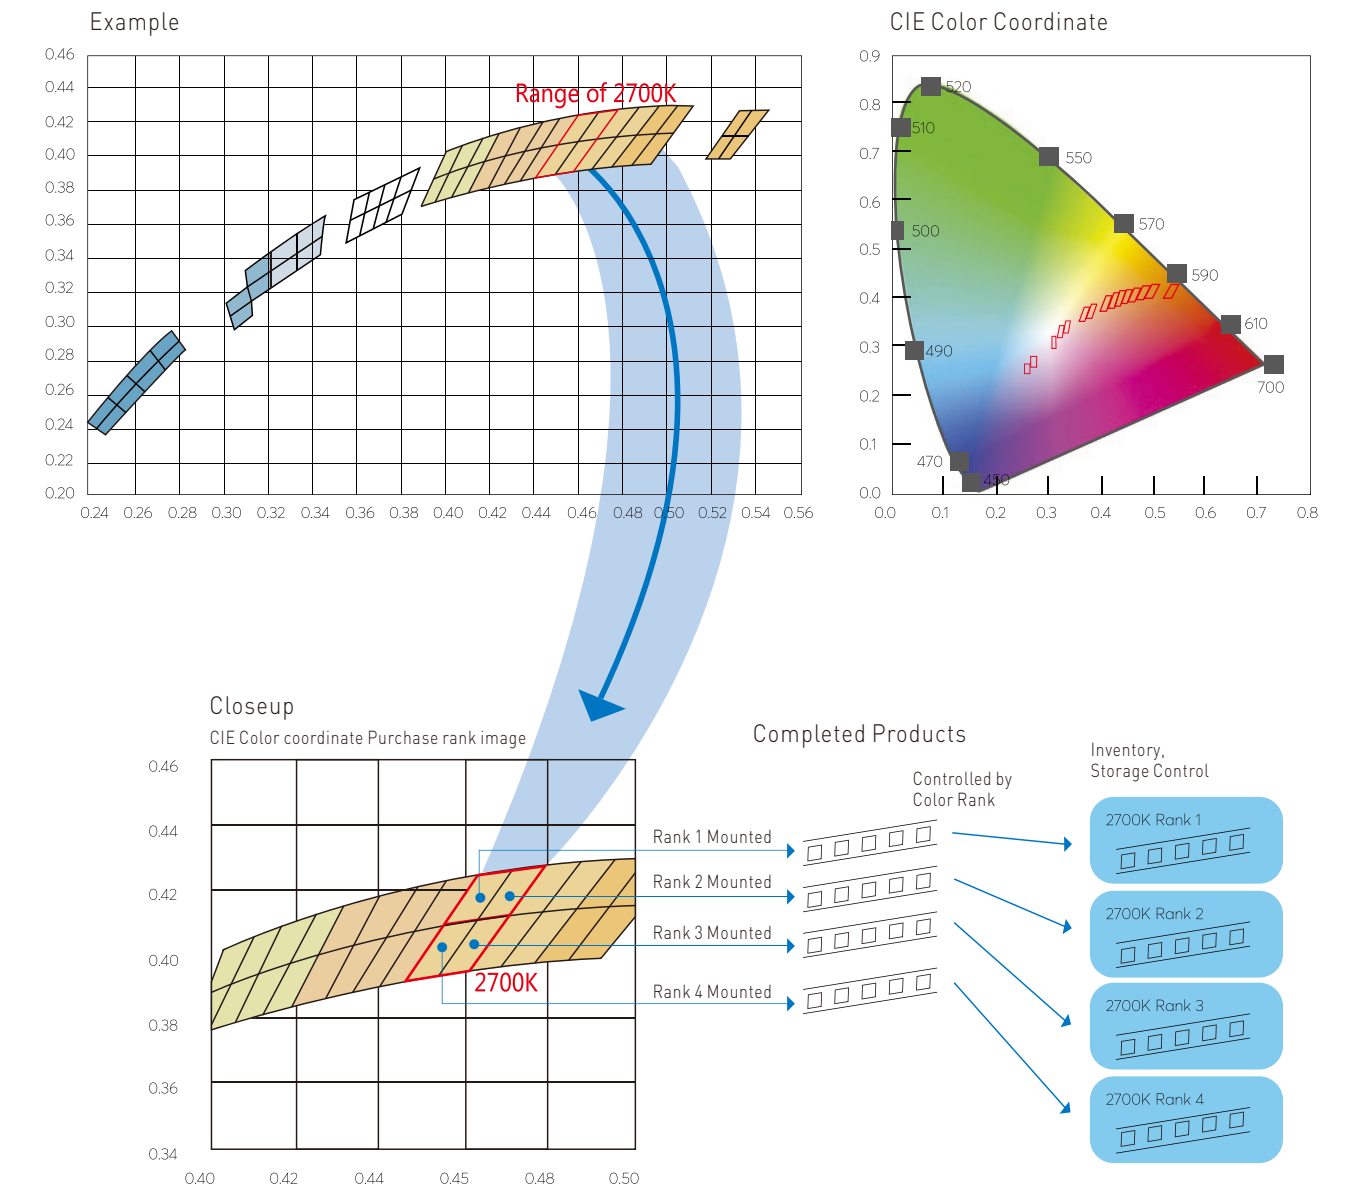 Example
0.46
0.44
0.42
0.40
0.38
0.36
0.34
0.32
0.30
0.28
0.26
0.24
0.22
0.20
Range of 2700K
0.24 0.26 0.28 0.30 0.32 0.34 0.36 0.38 0.40 0.42 0.44 0.46 0.48 0.50 0.52 0.54 0.56
CIE Color Coordinate
0.9
0.8
0.7
0.6
0.5
0.4
0.3
0.2
0.1
0.0
520
510
550
500
570
590
610
490
700
470
450
0.0 0.1 0.2 0.3 0.4 0.5 0.6 0.7 0.8
Closeup
CIE Color coordinate Purchase rank image
0.46
0.44
0.42
0.40
0.38
0.36
0.34
2700K
0.40 0.42 0.44 0.45 0.48 0.50
Completed Products
Controlled by
Color Rank
Rank 1 Mounted
Rank 2 Mounted
Rank 3 Mounted
Rank 4 Mounted
Inventory,
Storage Control
2700K Rank 1
2700K Rank 2
2700K Rank 3
2700K Rank 4